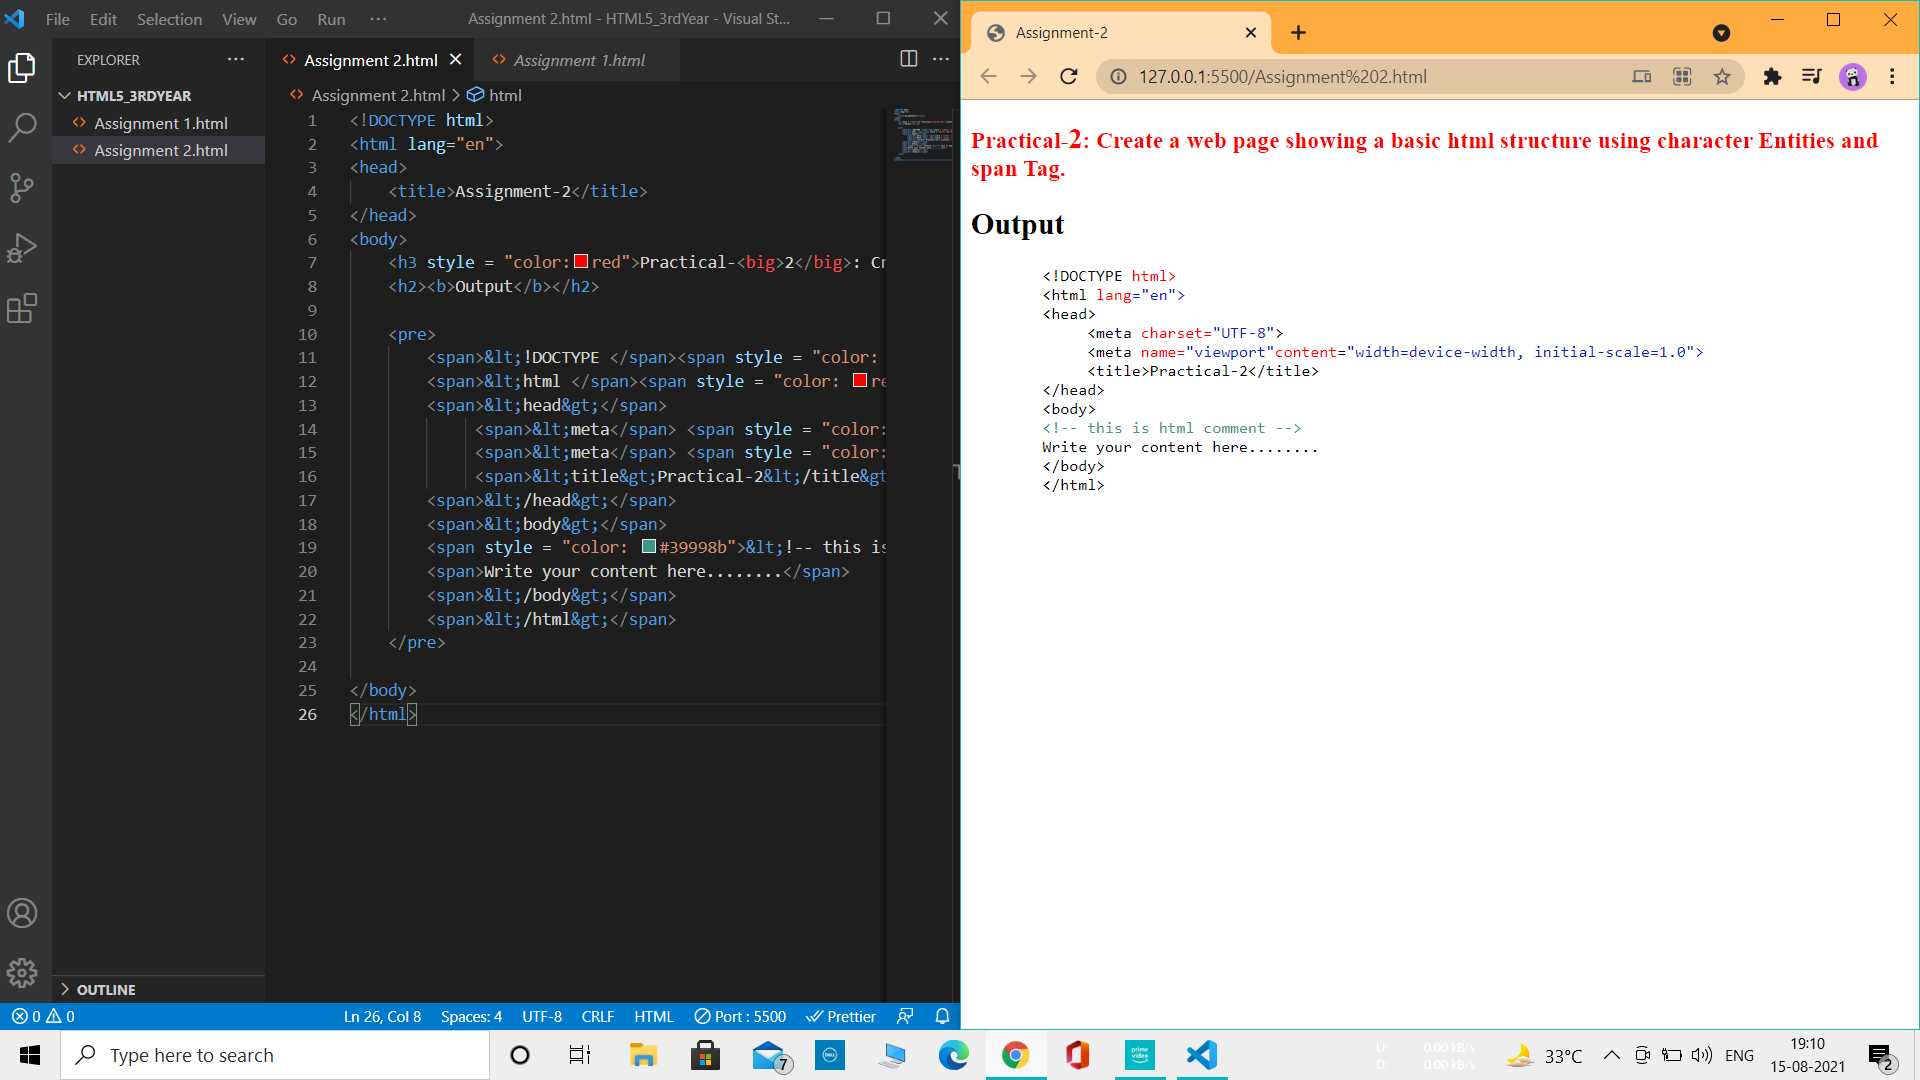 File Edit Selection View Go Run ··· Assignment 2.html - HTML5_3rdYear - Visual St...
EXPLORER ···
HTML5_3RDYEAR
Assignment 1.html
Assignment 2.html
OUTLINE
Assignment 2.html Assignment 1.html
Assignment 2.html > html
1 <!DOCTYPE html>
2 <html lang="en">
3 <head>
4 <title>Assignment-2</title>
5 </head>
6 <body>
7 <h3 style = "color:red">Practical-<big>2</big>: Cr
8 <h2><b>Output</b></h2>
9
10 <pre>
11 <span>&lt;!DOCTYPE </span><span style = "color:
12 <span>&lt;html </span><span style = "color: re
13 <span>&lt;head&gt;</span>
14 <span>&lt;meta</span> <span style = "color:
15 <span>&lt;meta</span> <span style = "color:
16 <span>&lt;title&gt;Practical-2&lt;/title&gt
17 <span>&lt;/head&gt;</span>
18 <span>&lt;body&gt;</span>
19 <span style = "color: #39998b">&lt;!-- this is
20 <span>Write your content here........</span>
21 <span>&lt;/body&gt;</span>
22 <span>&lt;/html&gt;</span>
23 </pre>
24
25 </body>
26 </html>
0 0 Ln 26, Col 8 Spaces: 4 UTF-8 CRLF HTML Port : 5500 Prettier
Assignment-2
127.0.0.1:5500/Assignment%202.html
Practical-2: Create a web page showing a basic html structure using character Entities and
span Tag.
Output
<!DOCTYPE html>
<html lang="en">
<head>
<meta charset="UTF-8">
<meta name="viewport"content="width=device-width, initial-scale=1.0">
<title>Practical-2</title>
</head>
<body>
<!-- this is html comment -->
Write your content here........
</body>
</html>
Type here to search
7
DELL
prime video
U: 0.00 kB/s
D: 0.00 kB/s
33°C
ENG
19:10
15-08-2021
2